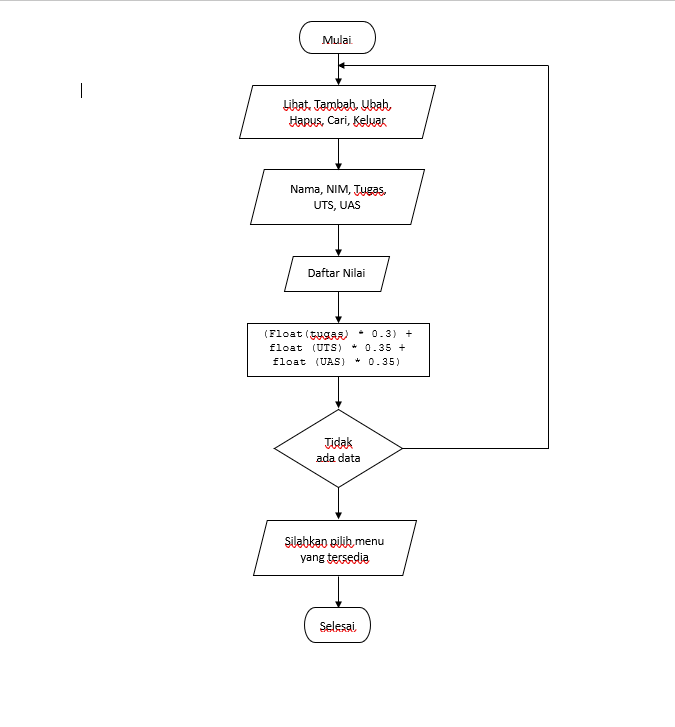 Mulai
Lihat, Tambah, Ubah,
Hapus, Cari, Keluar
Nama, NIM, Tugas,
UTS, UAS
Daftar Nilai
(Float(tugas) * 0.3) +
float (UTS) * 0.35 +
float (UAS) * 0.35)
Tidak
ada data
Silahkan pilih menu
yang tersedia
Selesai